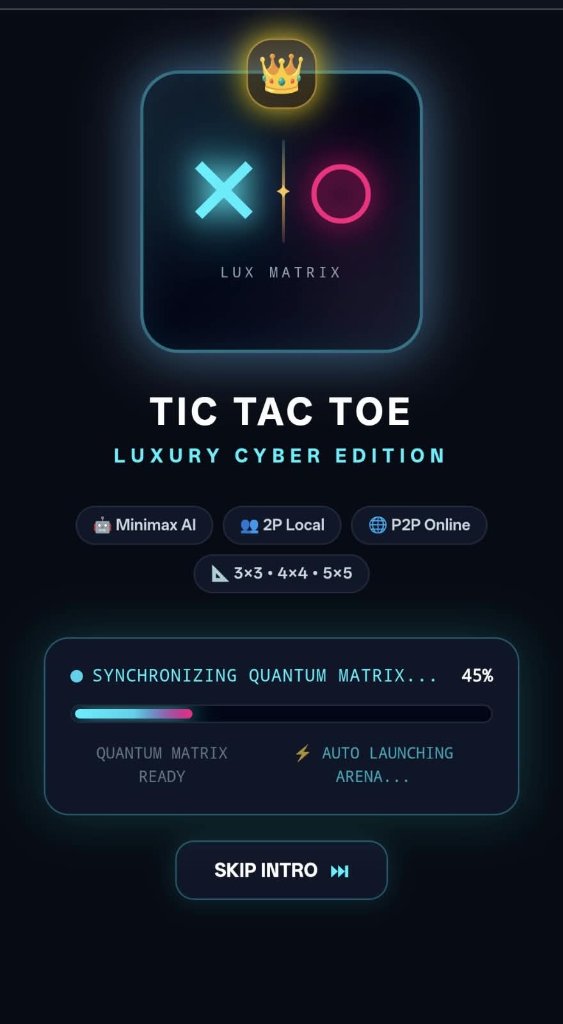 LUX MATRIX
TIC TAC TOE
LUXURY CYBER EDITION
🤖 Minimax AI
👥 2P Local
🌐 P2P Online
📐 3×3 • 4×4 • 5×5
SYNCHRONIZING QUANTUM MATRIX... 45%
QUANTUM MATRIX
READY
⚡ AUTO LAUNCHING
ARENA...
SKIP INTRO ⏭